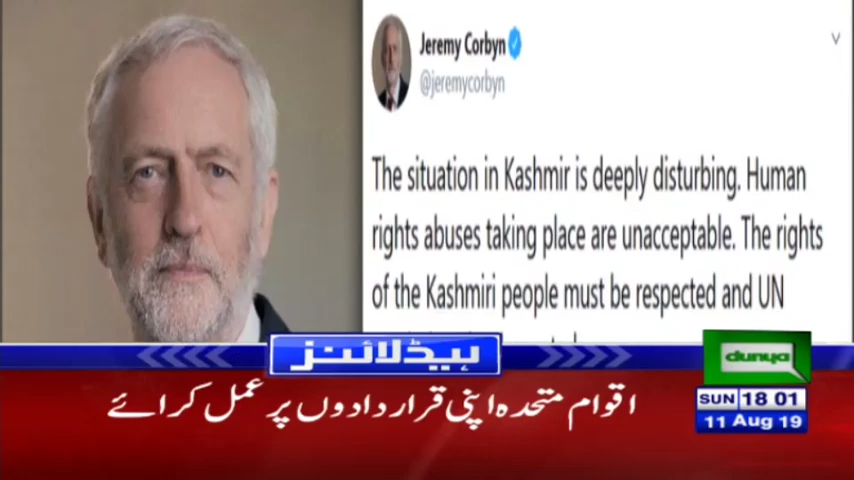 Jeremy Corbyn
@jeremycorbyn
The situation in Kashmir is deeply disturbing. Human
rights abuses taking place are unacceptable. The rights
of the Kashmiri people must be respected and UN
ہیڈلائنز
dunya
اقوام متحدہ اپنی قراردادوں پر عمل کرائے
SUN 18 01
11 Aug 19